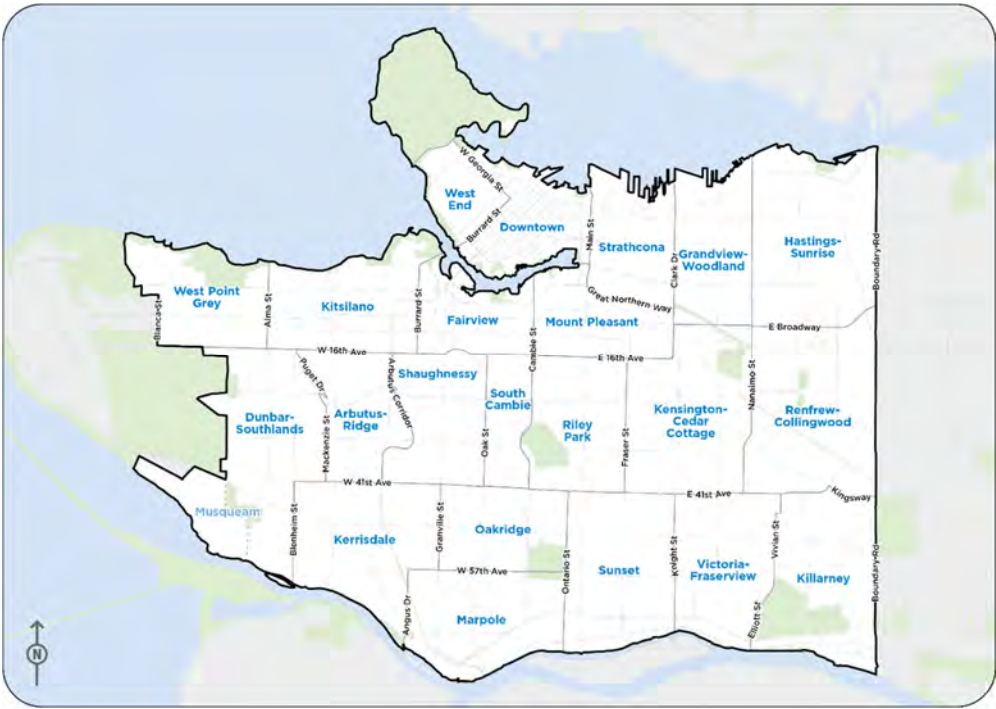 W Georgia St
West
End
Burrard St
Downtown
Main St
Strathcona
Clark Dr
Grandview-
Woodland
Hastings-
Sunrise
Boundary Rd
West Point
Grey
Blanca St
Alma St
Kitsilano
Burrard St
Fairview
Cambie St
Great Northern Way
Mount Pleasant
E Broadway
W 16th Ave
E 16th Ave
Puget Dr
Mackenzie St
Arbutus Corridor
Shaughnessy
Dunbar-
Southlands
Arbutus-
Ridge
Oak St
South
Cambie
Riley
Park
Fraser St
Kensington-
Cedar
Cottage
Nanaimo St
Renfrew-
Collingwood
W 41st Ave
E 41st Ave
Kingsway
Musqueam
Blenheim St
Kerrisdale
Granville St
Oakridge
W 57th Ave
Ontario St
Sunset
Knight St
Victoria-
Fraserview
Vivian St
Killarney
Boundary Rd
Angus Dr
Marpole
Elliott St
N